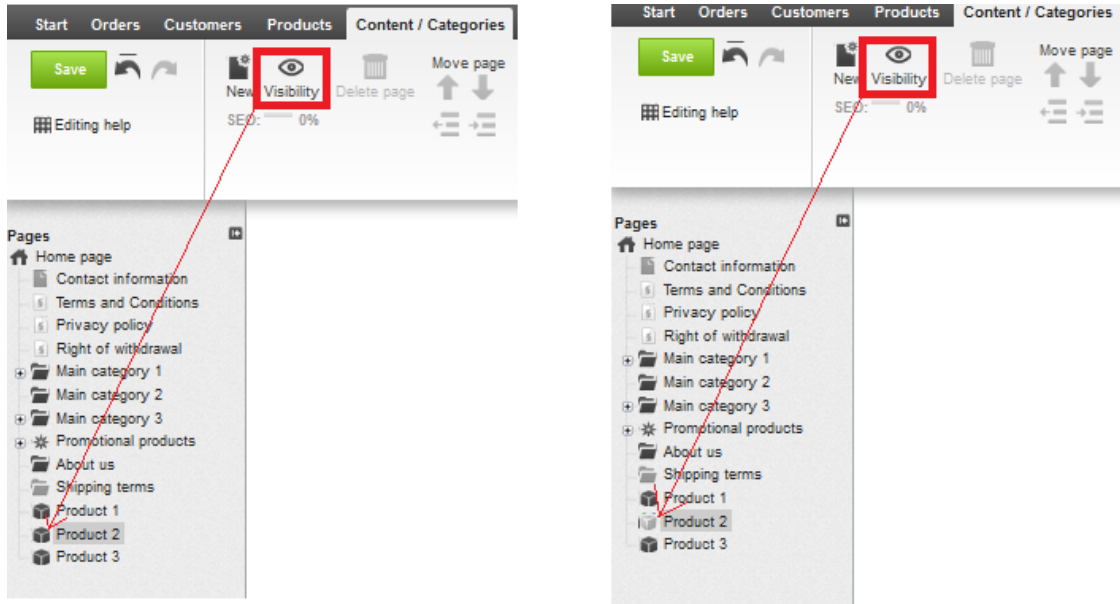 Start Orders Customers Products Content / Categories
Save
New Visibility Delete page Move page
SEO: 0%
Editing help
Pages
Home page
Contact information
Terms and Conditions
Privacy policy
Right of withdrawal
Main category 1
Main category 2
Main category 3
Promotional products
About us
Shipping terms
Product 1
Product 2
Product 3
Start Orders Customers Products Content / Categories
Save
New Visibility Delete page Move page
SEO: 0%
Editing help
Pages
Home page
Contact information
Terms and Conditions
Privacy policy
Right of withdrawal
Main category 1
Main category 2
Main category 3
Promotional products
About us
Shipping terms
Product 1
Product 2
Product 3